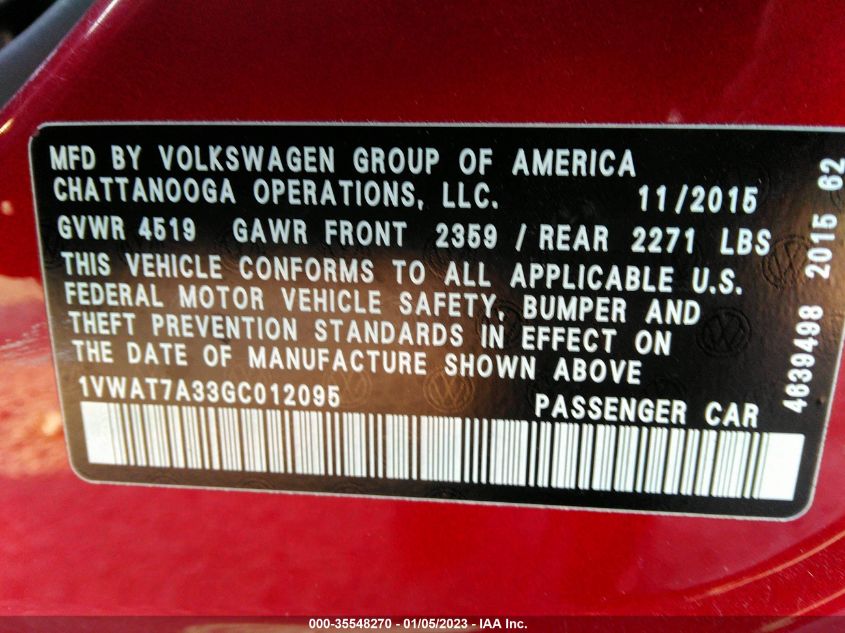 MFD BY VOLKSWAGEN GROUP OF AMERICA
CHATTANOOGA OPERATIONS, LLC. 11/2015
GVWR 4519 GAWR FRONT 2359 / REAR 2271 LBS
THIS VEHICLE CONFORMS TO ALL APPLICABLE U.S.
FEDERAL MOTOR VEHICLE SAFETY, BUMPER AND
THEFT PREVENTION STANDARDS IN EFFECT ON
THE DATE OF MANUFACTURE SHOWN ABOVE
1VWAT7A33GC012095 PASSENGER CAR
4639498 2015 62
000-35548270 - 01/05/2023 - IAA Inc.